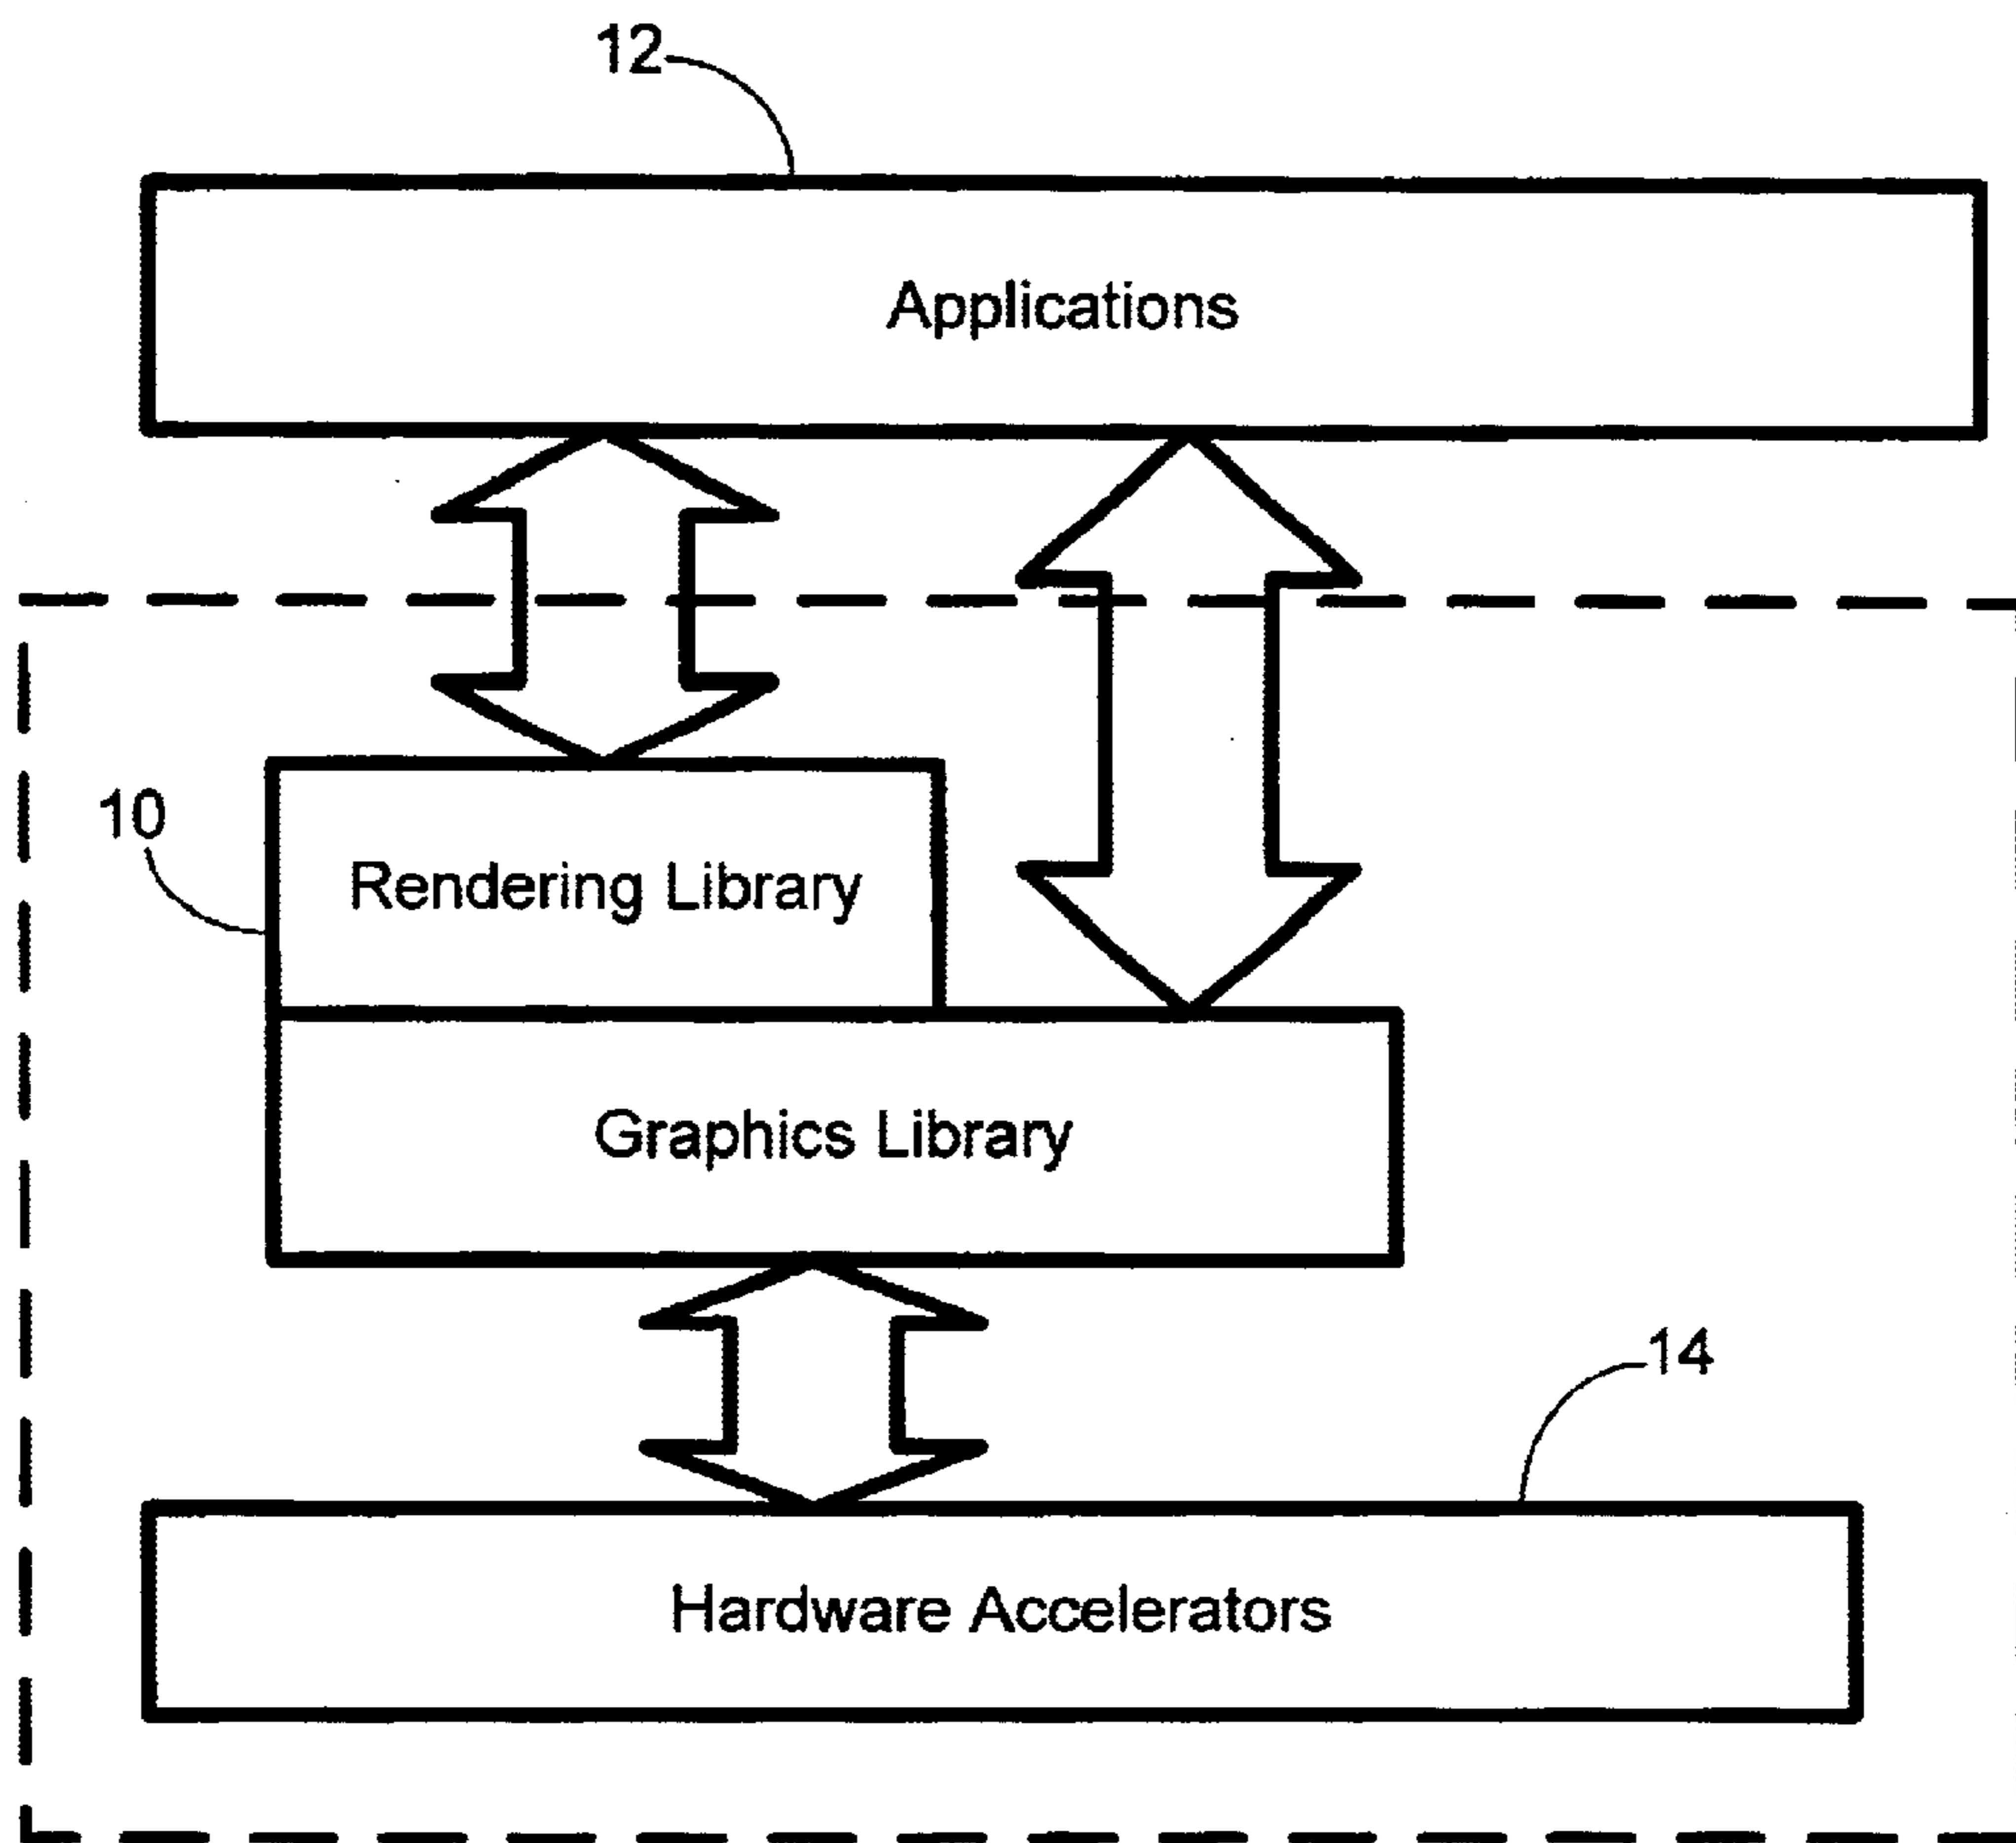 12
Applications
10
Rendering Library
Graphics Library
14
Hardware Accelerators